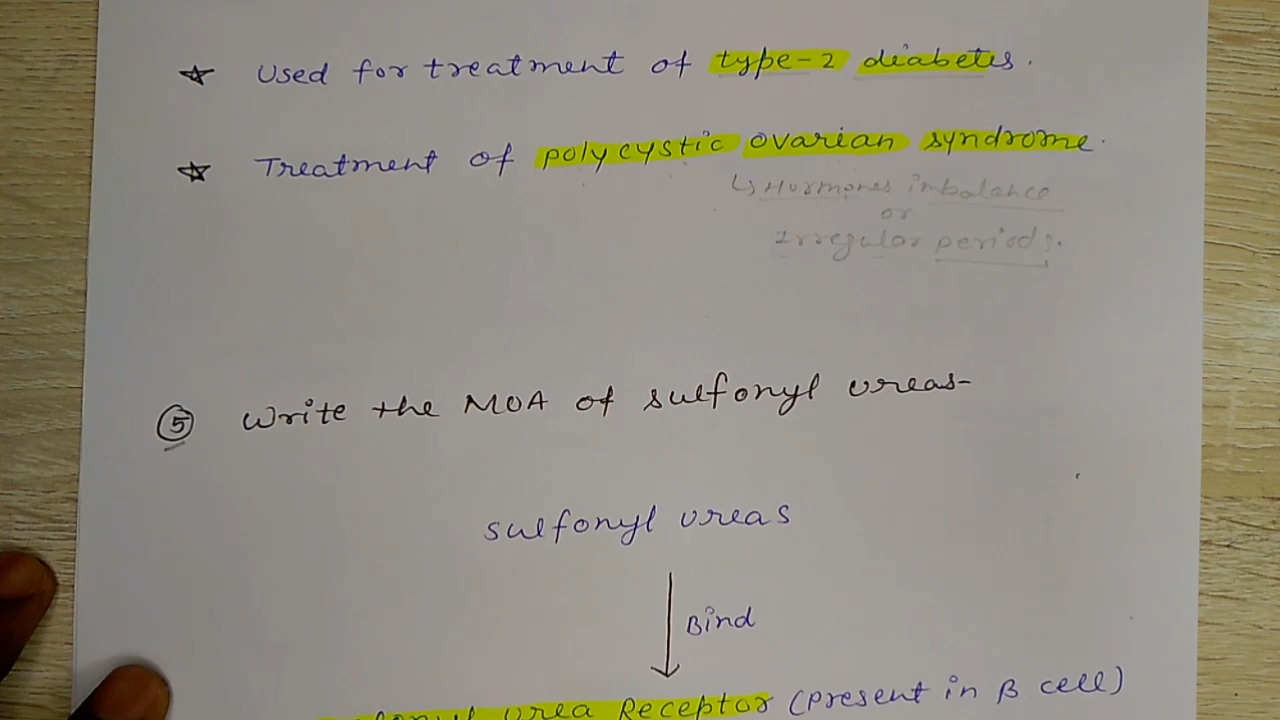 ☆ Used for treatment of type-2 diabetes.
☆ Treatment of polycystic ovarian syndrome.
↳ Hormones imbalance
or
Irregular periods.
⑤ Write the MOA of sulfonyl ureas-
sulfonyl ureas
↓ Bind
urea Receptor (present in β cell)